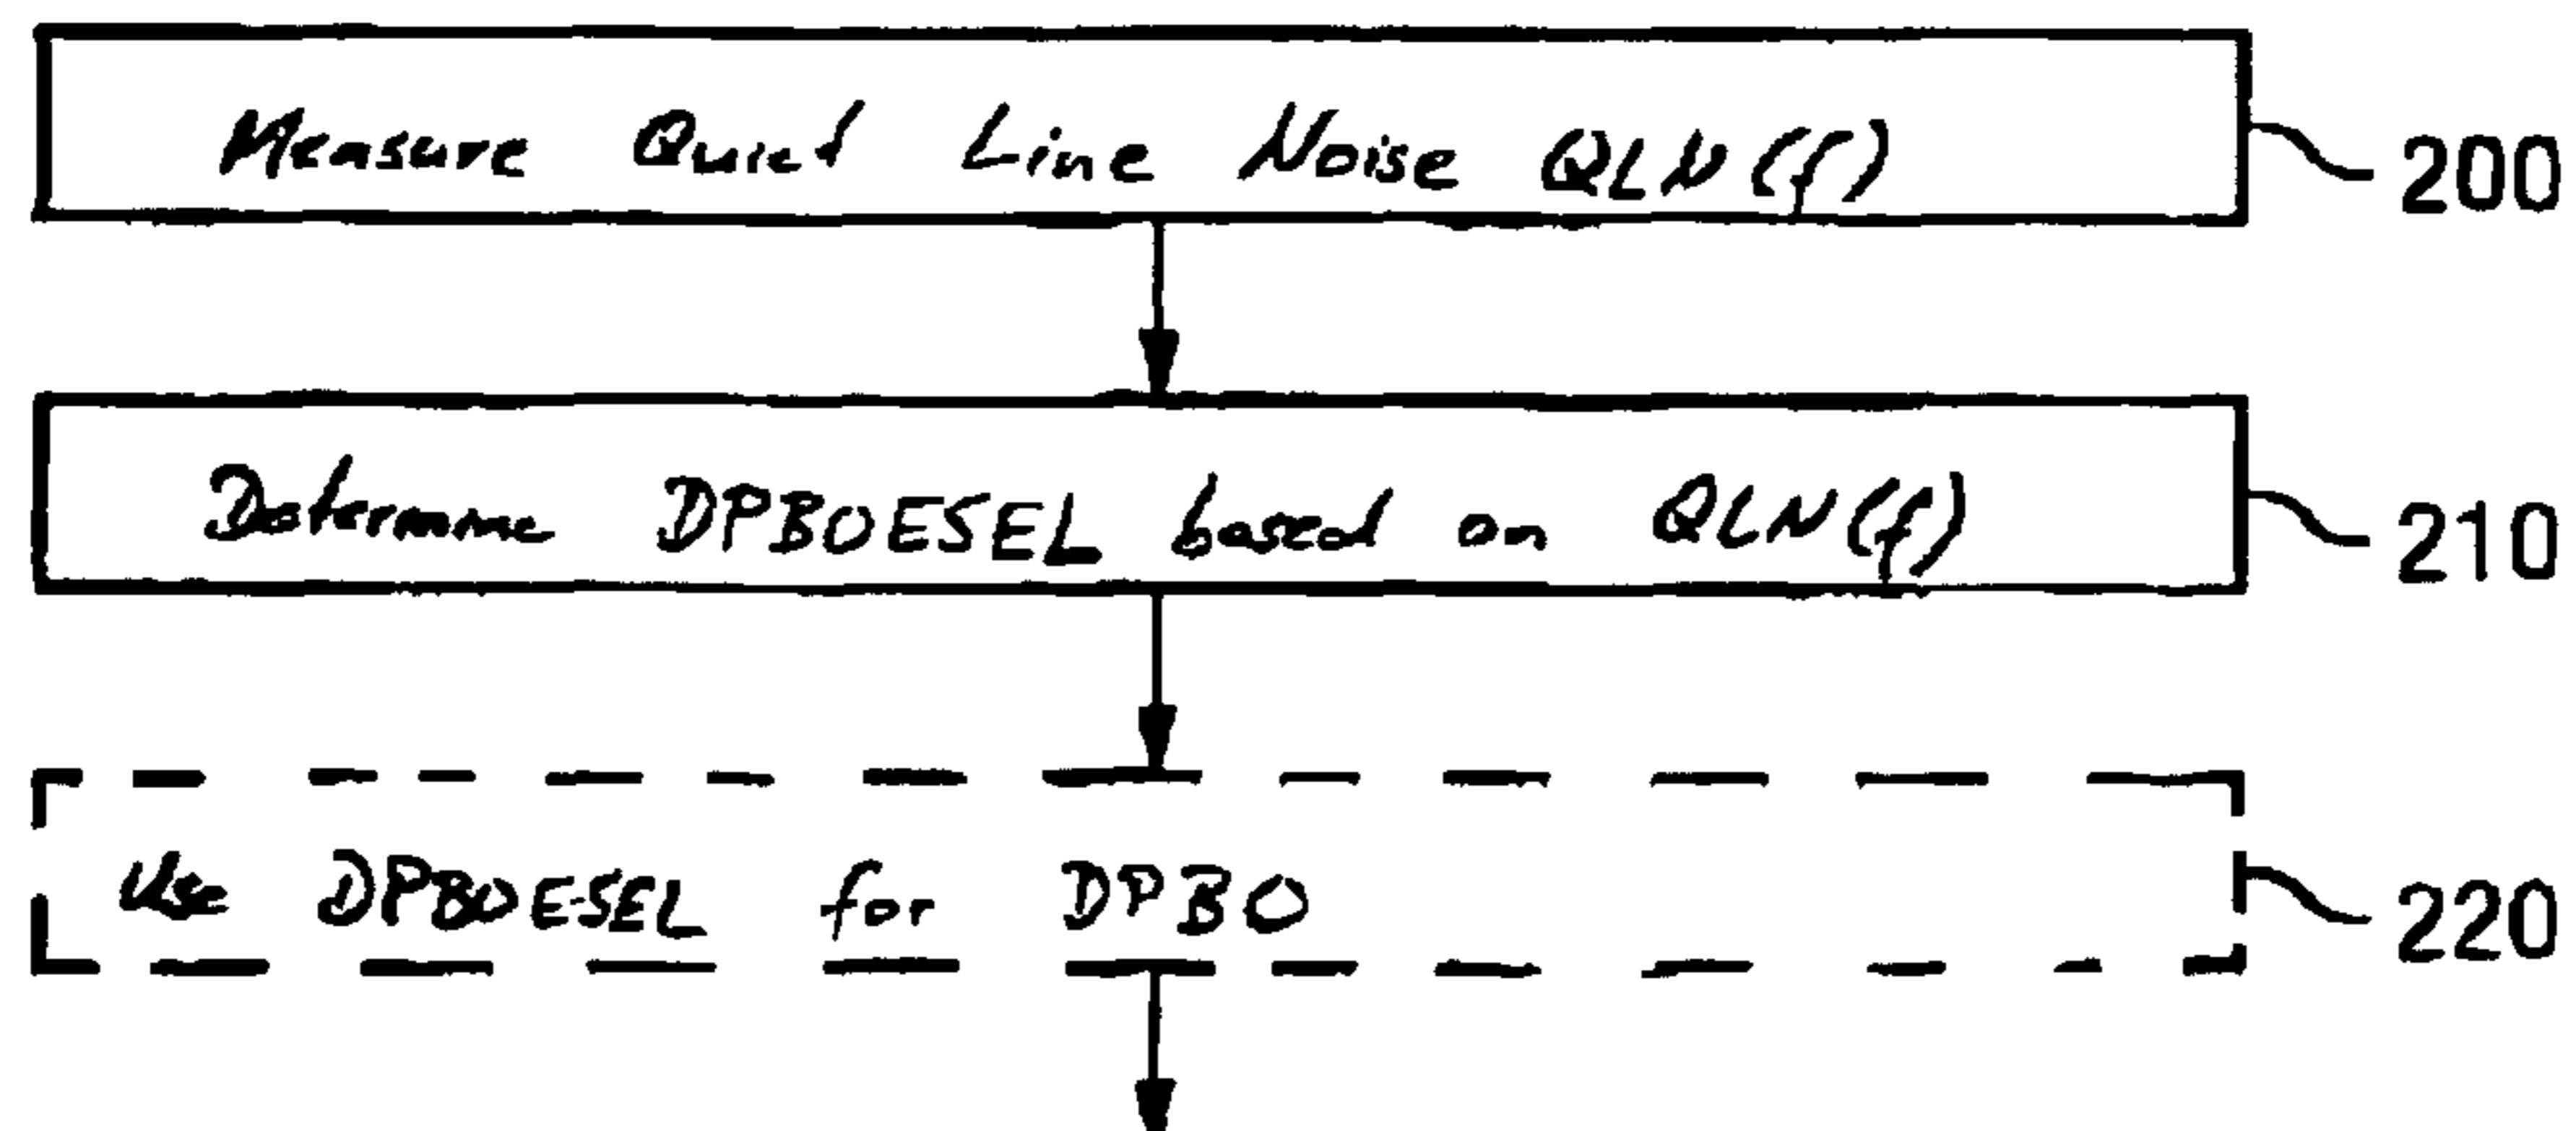 Measure Quiet Line Noise QLN(f)
200
Determine DPBOESEL based on QLN(f)
210
Use DPBOESEL for DPBO
220